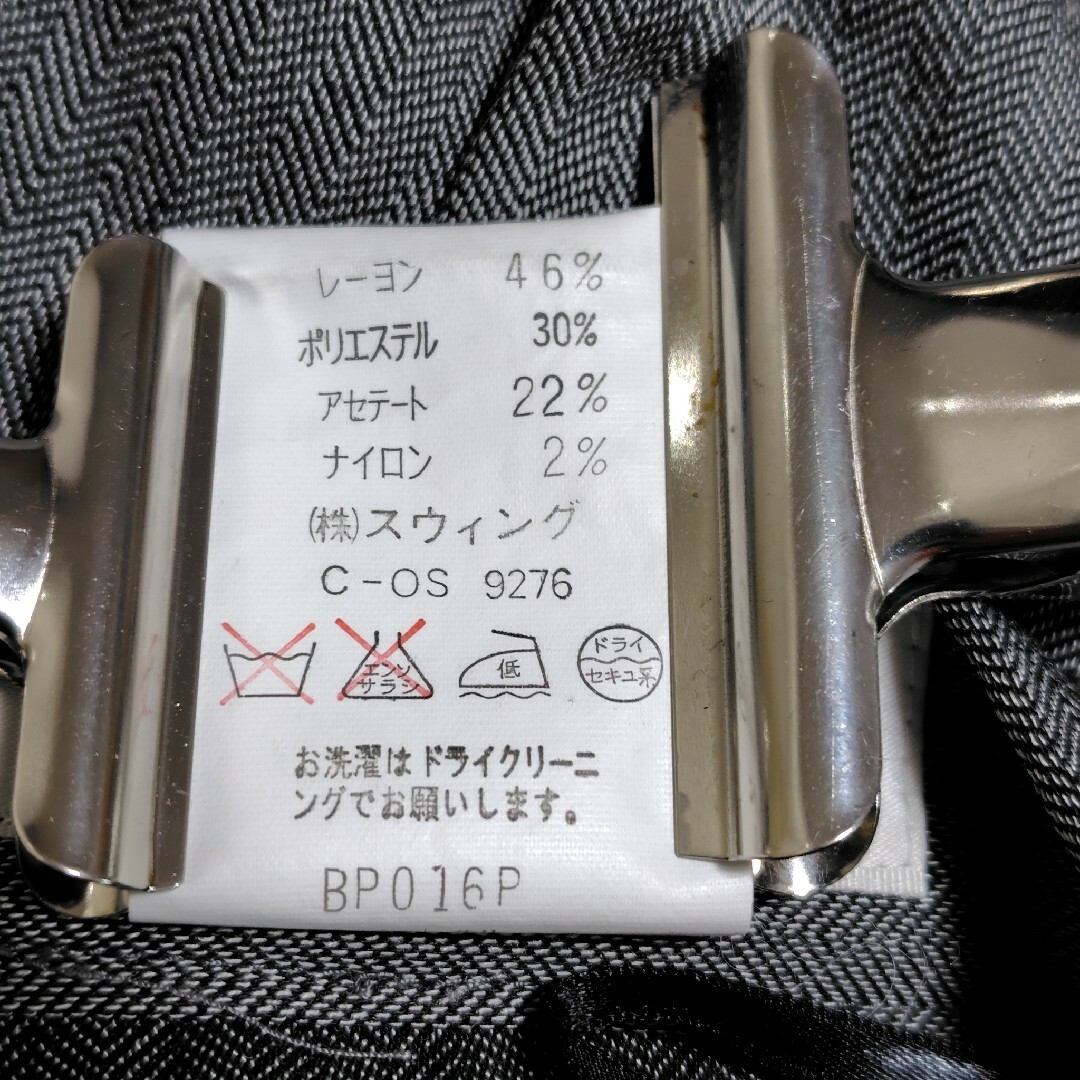 レーヨン 46%
ポリエステル 30%
アセテート 22%
ナイロン 2%
(株)スウィング
C-OS 9276
エンソ
サラシ
低
ドライ
セキユ系
お洗濯はドライクリーニ
ングでお願いします。
BP016P